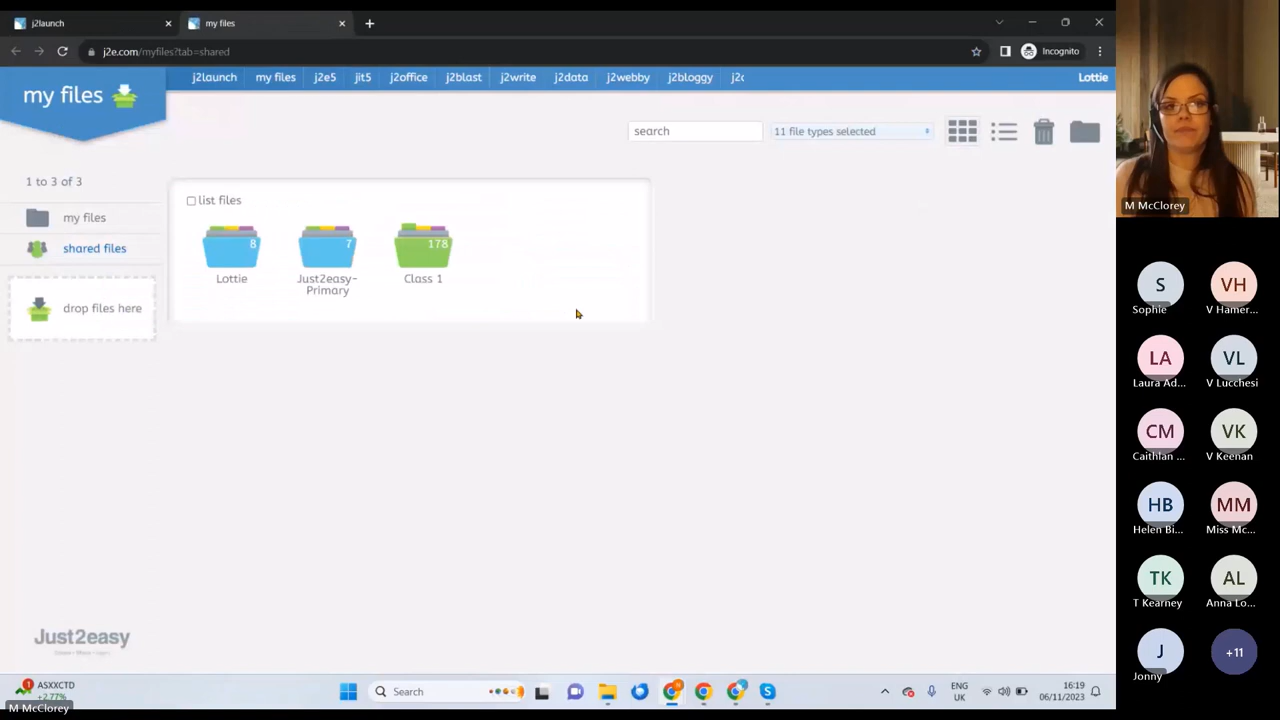 j2launch
my files
j2e.com/myfiles?tab=shared
Incognito
my files
j2launch my files j2e5 jit5 j2office j2blast j2write j2data j2webby j2bloggy
Lottie
search
11 file types selected
1 to 3 of 3
my files
shared files
drop files here
list files
8
Lottie
7
Just2easy-
Primary
178
Class 1
Just2easy
M McClorey
S
Sophie
VH
V Hamer...
LA
Laura Ad...
VL
V Lucchesi
CM
Caithlan ...
VK
V Keenan
HB
Helen Bi...
MM
Miss Mc...
TK
T Kearney
AL
Anna Lo...
J
Jonny
+11
1
ASXXCTD
+2.77%
M McClorey
Search
ENG
UK
16:19
06/11/2023